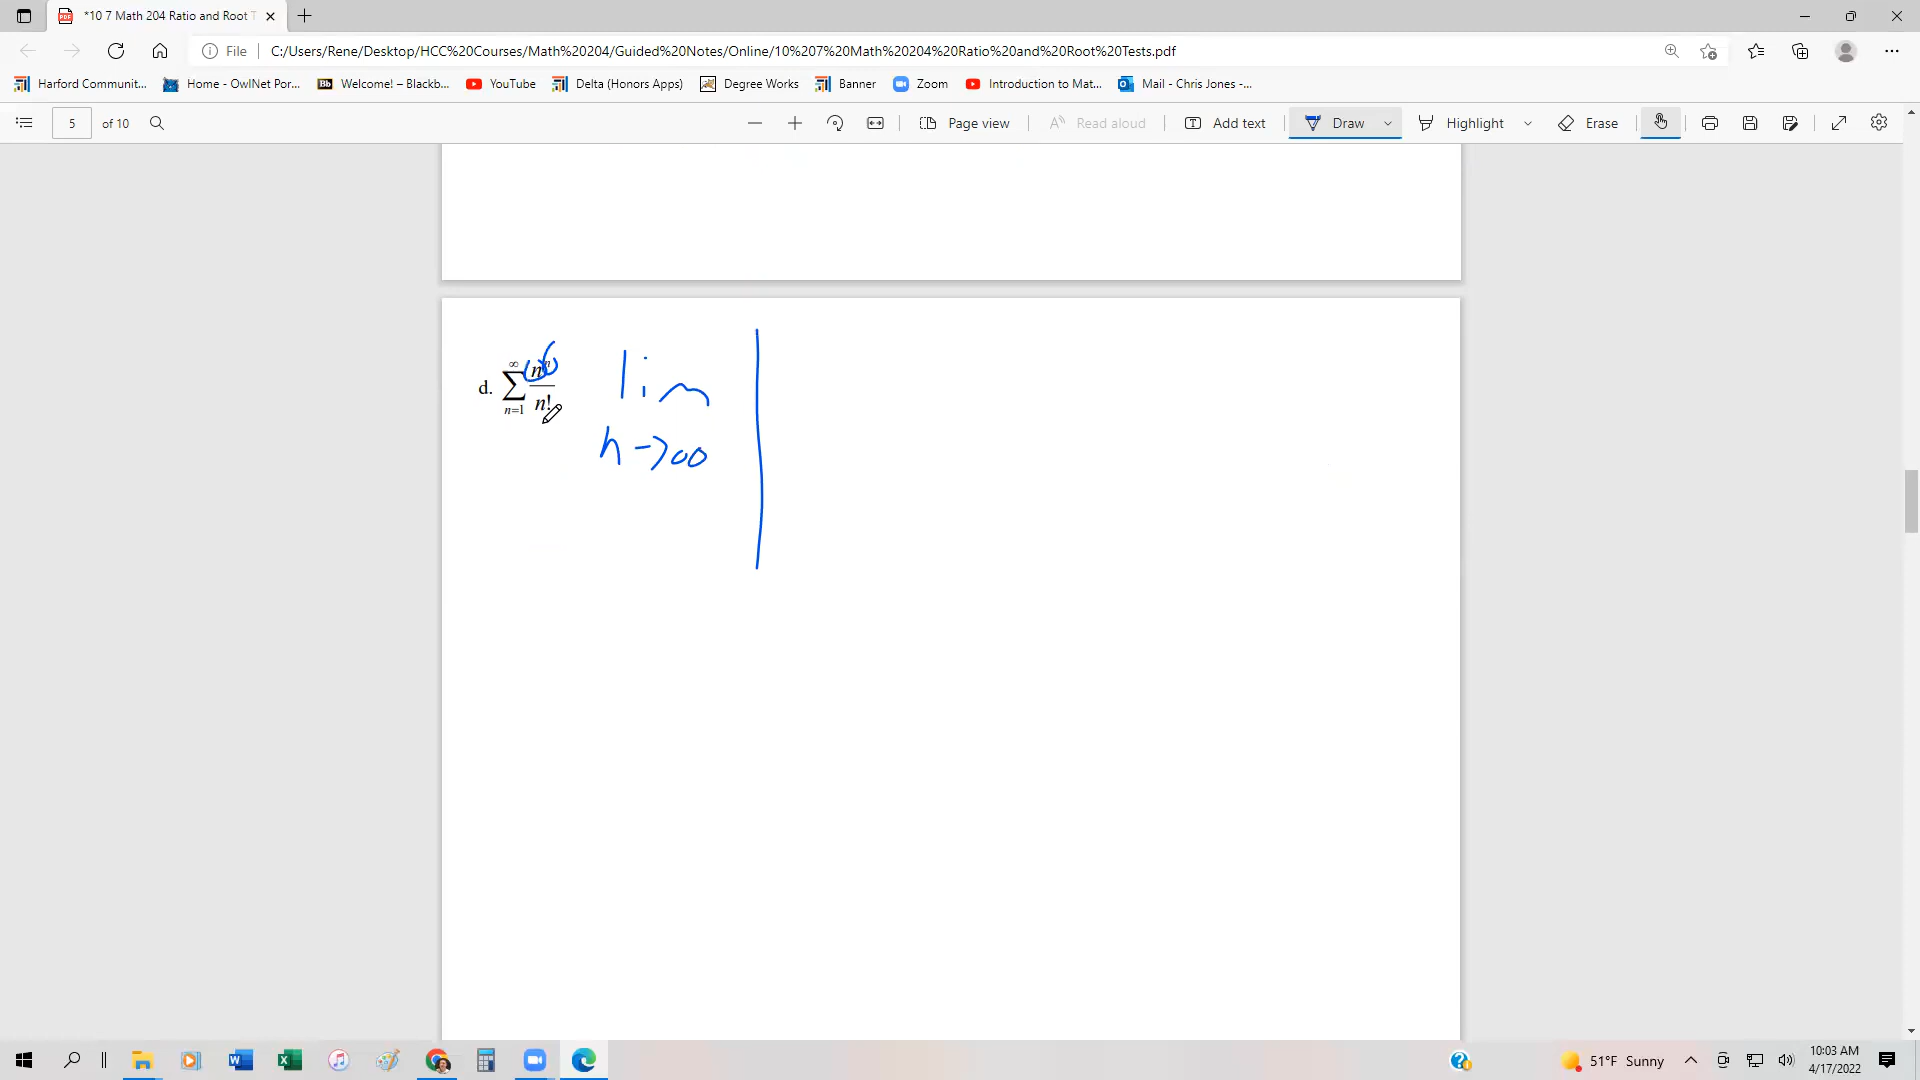 *10 7 Math 204 Ratio and Root T
File C:/Users/Rene/Desktop/HCC%20Courses/Math%20204/Guided%20Notes/Online/10%207%20Math%20204%20Ratio%20and%20Root%20Tests.pdf
Harford Communit... Home - OwlNet Por... Bb Welcome! – Blackb... YouTube Delta (Honors Apps) Degree Works Banner Zoom Introduction to Mat... Mail - Chris Jones -...
5 of 10 Page view Read aloud Add text Draw Highlight Erase
d. ∑ n=1 ∞ nⁿ/n! lim
n→∞
51°F Sunny 10:03 AM
4/17/2022